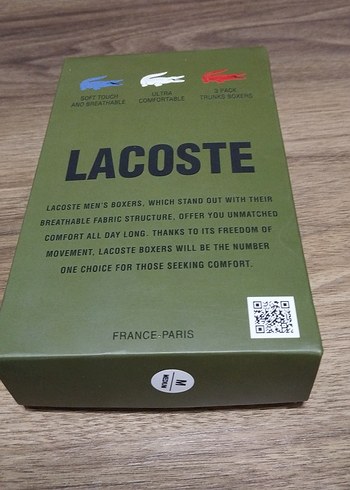 SOFT TOUCH
AND BREATHABLE
ULTRA
COMFORTABLE
3 PACK
TRUNKS BOXERS
LACOSTE
LACOSTE MEN'S BOXERS, WHICH STAND OUT WITH THEIR
BREATHABLE FABRIC STRUCTURE, OFFER YOU UNMATCHED
COMFORT ALL DAY LONG. THANKS TO ITS FREEDOM OF
MOVEMENT, LACOSTE BOXERS WILL BE THE NUMBER
ONE CHOICE FOR THOSE SEEKING COMFORT.
FRANCE-PARIS
M
MEDIUM